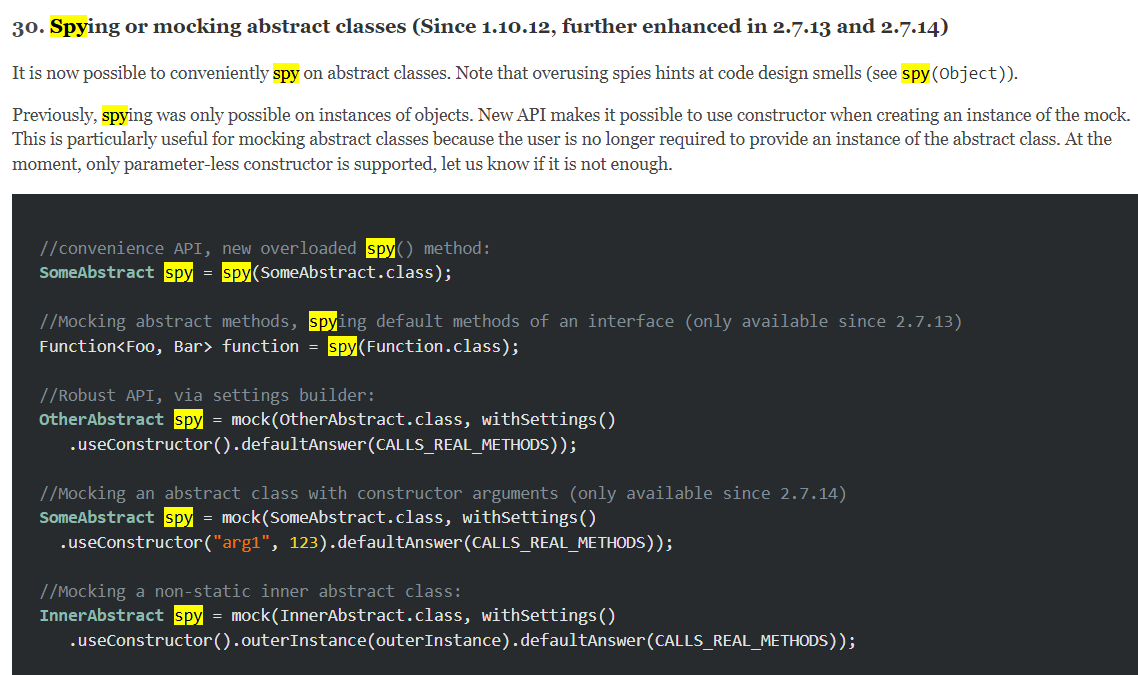 30. Spying or mocking abstract classes (Since 1.10.12, further enhanced in 2.7.13 and 2.7.14)
It is now possible to conveniently spy on abstract classes. Note that overusing spies hints at code design smells (see spy(Object)).
Previously, spying was only possible on instances of objects. New API makes it possible to use constructor when creating an instance of the mock.
This is particularly useful for mocking abstract classes because the user is no longer required to provide an instance of the abstract class. At the
moment, only parameter-less constructor is supported, let us know if it is not enough.
//convenience API, new overloaded spy() method:
SomeAbstract spy = spy(SomeAbstract.class);
//Mocking abstract methods, spying default methods of an interface (only available since 2.7.13)
Function<Foo, Bar> function = spy(Function.class);
//Robust API, via settings builder:
OtherAbstract spy = mock(OtherAbstract.class, withSettings()
.useConstructor().defaultAnswer(CALLS_REAL_METHODS));
//Mocking an abstract class with constructor arguments (only available since 2.7.14)
SomeAbstract spy = mock(SomeAbstract.class, withSettings()
.useConstructor("arg1", 123).defaultAnswer(CALLS_REAL_METHODS));
//Mocking a non-static inner abstract class:
InnerAbstract spy = mock(InnerAbstract.class, withSettings()
.useConstructor().outerInstance(outerInstance).defaultAnswer(CALLS_REAL_METHODS));